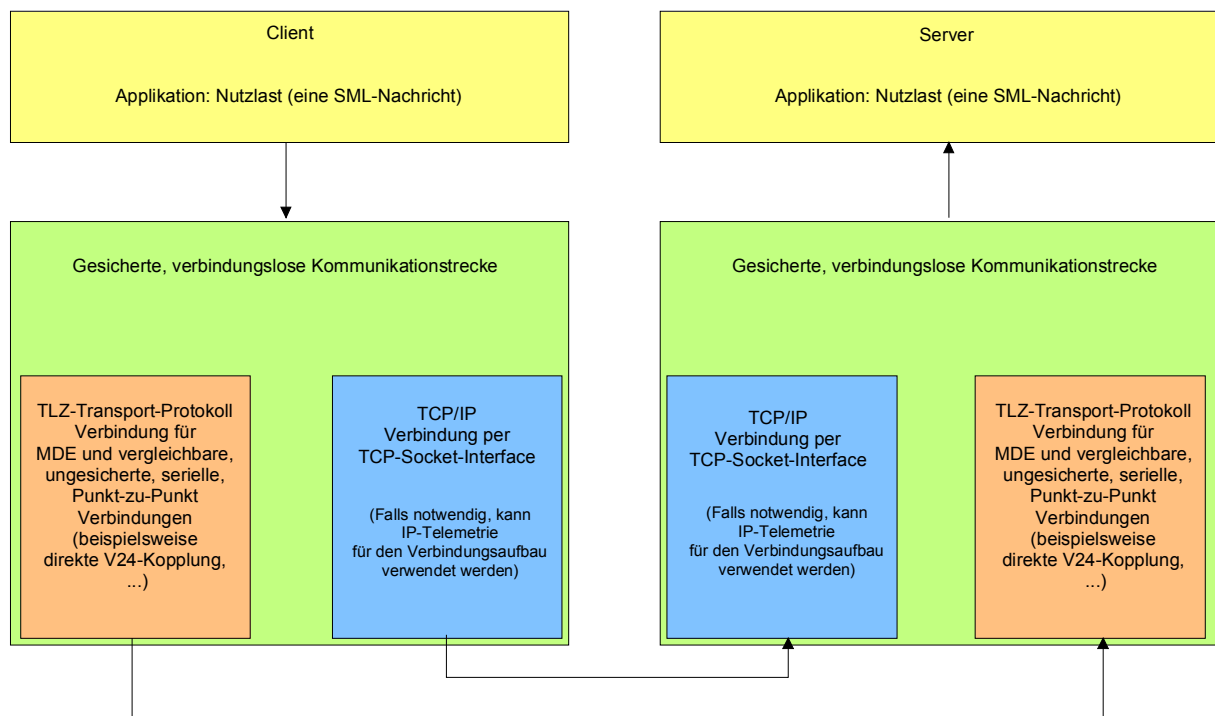 Client
Applikation: Nutzlast (eine SML-Nachricht)
Server
Applikation: Nutzlast (eine SML-Nachricht)
Gesicherte, verbindungslose Kommunikationstrecke
Gesicherte, verbindungslose Kommunikationstrecke
TLZ-Transport-Protokoll
Verbindung für
MDE und vergleichbare,
ungesicherte, serielle,
Punkt-zu-Punkt
Verbindungen
(beispielsweise
direkte V24-Kopplung,
...)
TCP/IP
Verbindung per
TCP-Socket-Interface
(Falls notwendig, kann
IP-Telemetrie
für den Verbindungsaufbau
verwendet werden)
TCP/IP
Verbindung per
TCP-Socket-Interface
(Falls notwendig, kann
IP-Telemetrie
für den Verbindungsaufbau
verwendet werden)
TLZ-Transport-Protokoll
Verbindung für
MDE und vergleichbare,
ungesicherte, serielle,
Punkt-zu-Punkt
Verbindungen
(beispielsweise
direkte V24-Kopplung,
...)